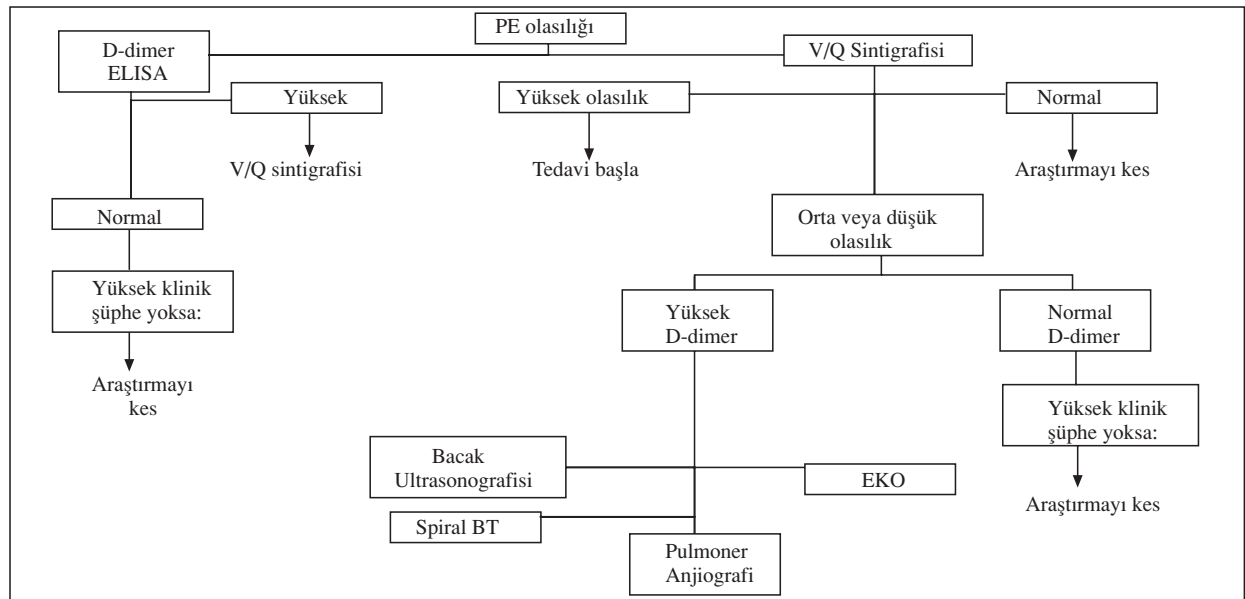 PE olasılığı
D-dimer
ELISA
V/Q Sintigrafisi
Yüksek
Yüksek olasılık
Normal
V/Q sintigrafisi
Tedavi başla
Araştırmayı kes
Normal
Orta veya düşük
olasılık
Yüksek klinik
şüphe yoksa:
Yüksek
D-dimer
Normal
D-dimer
Araştırmayı
kes
Yüksek klinik
şüphe yoksa:
Bacak
Ultrasonografisi
EKO
Araştırmayı kes
Spiral BT
Pulmoner
Anjiografi